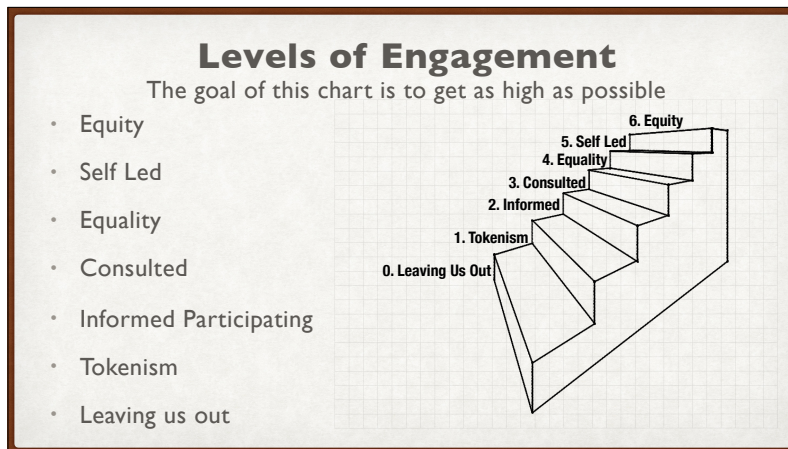 Levels of Engagement
The goal of this chart is to get as high as possible
• Equity
• Self Led
• Equality
• Consulted
• Informed Participating
• Tokenism
• Leaving us out
6. Equity
5. Self Led
4. Equality
3. Consulted
2. Informed
1. Tokenism
0. Leaving Us Out